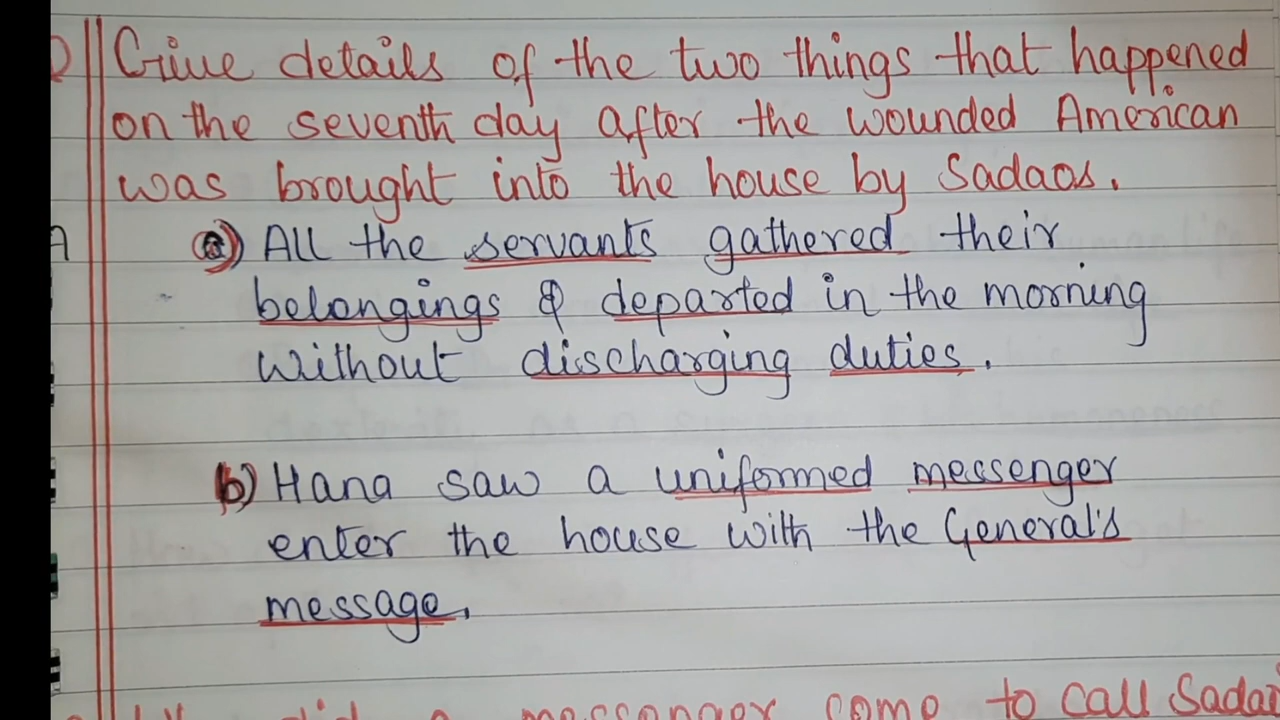 Q Give details of the two things that happened
on the seventh day after the wounded American
was brought into the house by Sadaos.
A a) All the servants gathered their
belongings & departed in the morning
without discharging duties.
b) Hana saw a uniformed messenger
enter the house with the General's
message.
did a messenger come to call Sadao